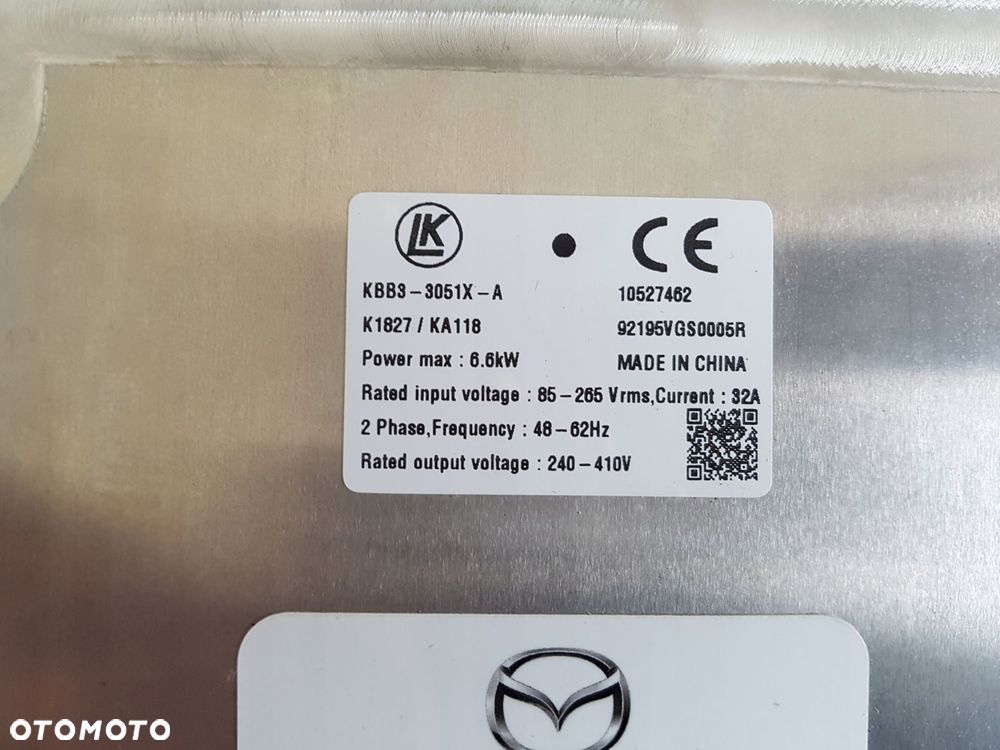 LK
CE
KBB3-3051X-A
10527462
K1827 / KA118
92195VGS0005R
Power max : 6.6kW
MADE IN CHINA
Rated input voltage : 85-265 Vrms,Current : 32A
2 Phase,Frequency : 48-62Hz
Rated output voltage : 240-410V
OTOMOTO